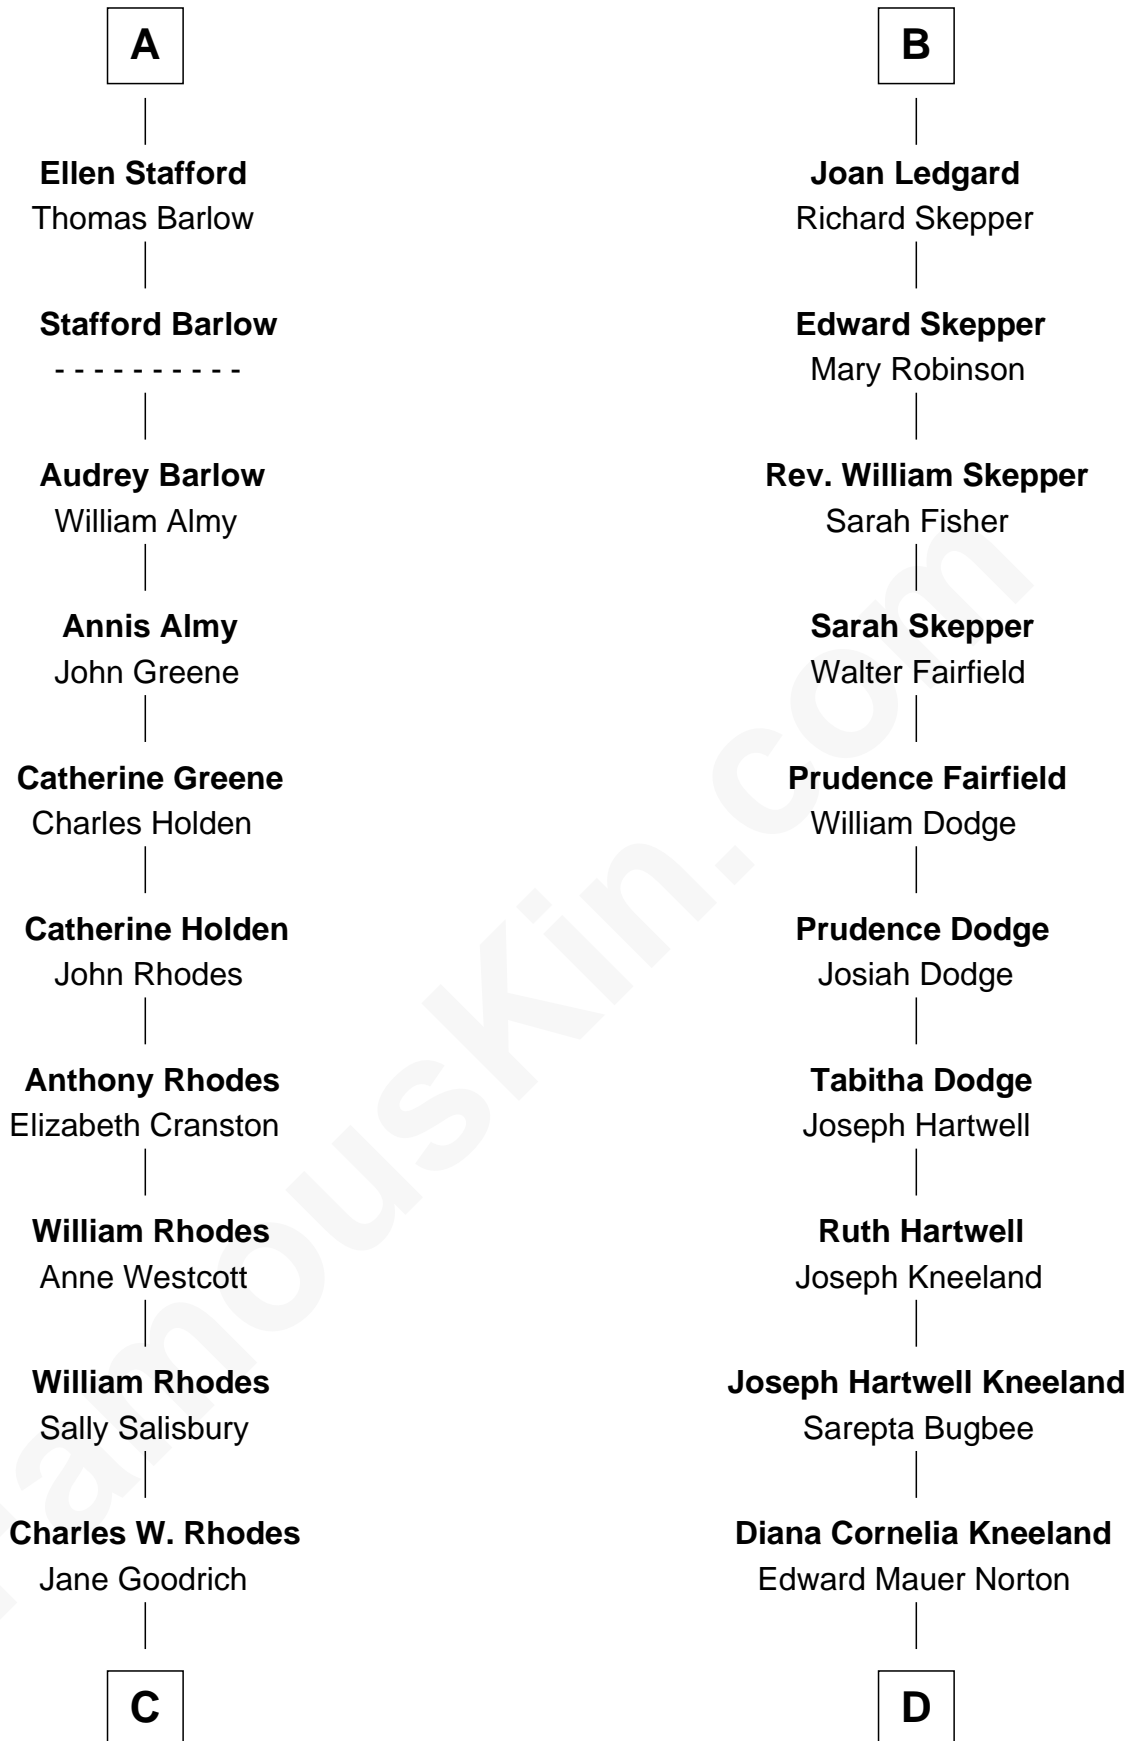 A
Ellen Stafford
Thomas Barlow
Stafford Barlow
- - - - - - - - - -
Audrey Barlow
William Almy
Annis Almy
John Greene
Catherine Greene
Charles Holden
Catherine Holden
John Rhodes
Anthony Rhodes
Elizabeth Cranston
William Rhodes
Anne Westcott
William Rhodes
Sally Salisbury
Charles W. Rhodes
Jane Goodrich
C
B
Joan Ledgard
Richard Skepper
Edward Skepper
Mary Robinson
Rev. William Skepper
Sarah Fisher
Sarah Skepper
Walter Fairfield
Prudence Fairfield
William Dodge
Prudence Dodge
Josiah Dodge
Tabitha Dodge
Joseph Hartwell
Ruth Hartwell
Joseph Kneeland
Joseph Hartwell Kneeland
Sarepta Bugbee
Diana Cornelia Kneeland
Edward Mauer Norton
D
FamousKin.com